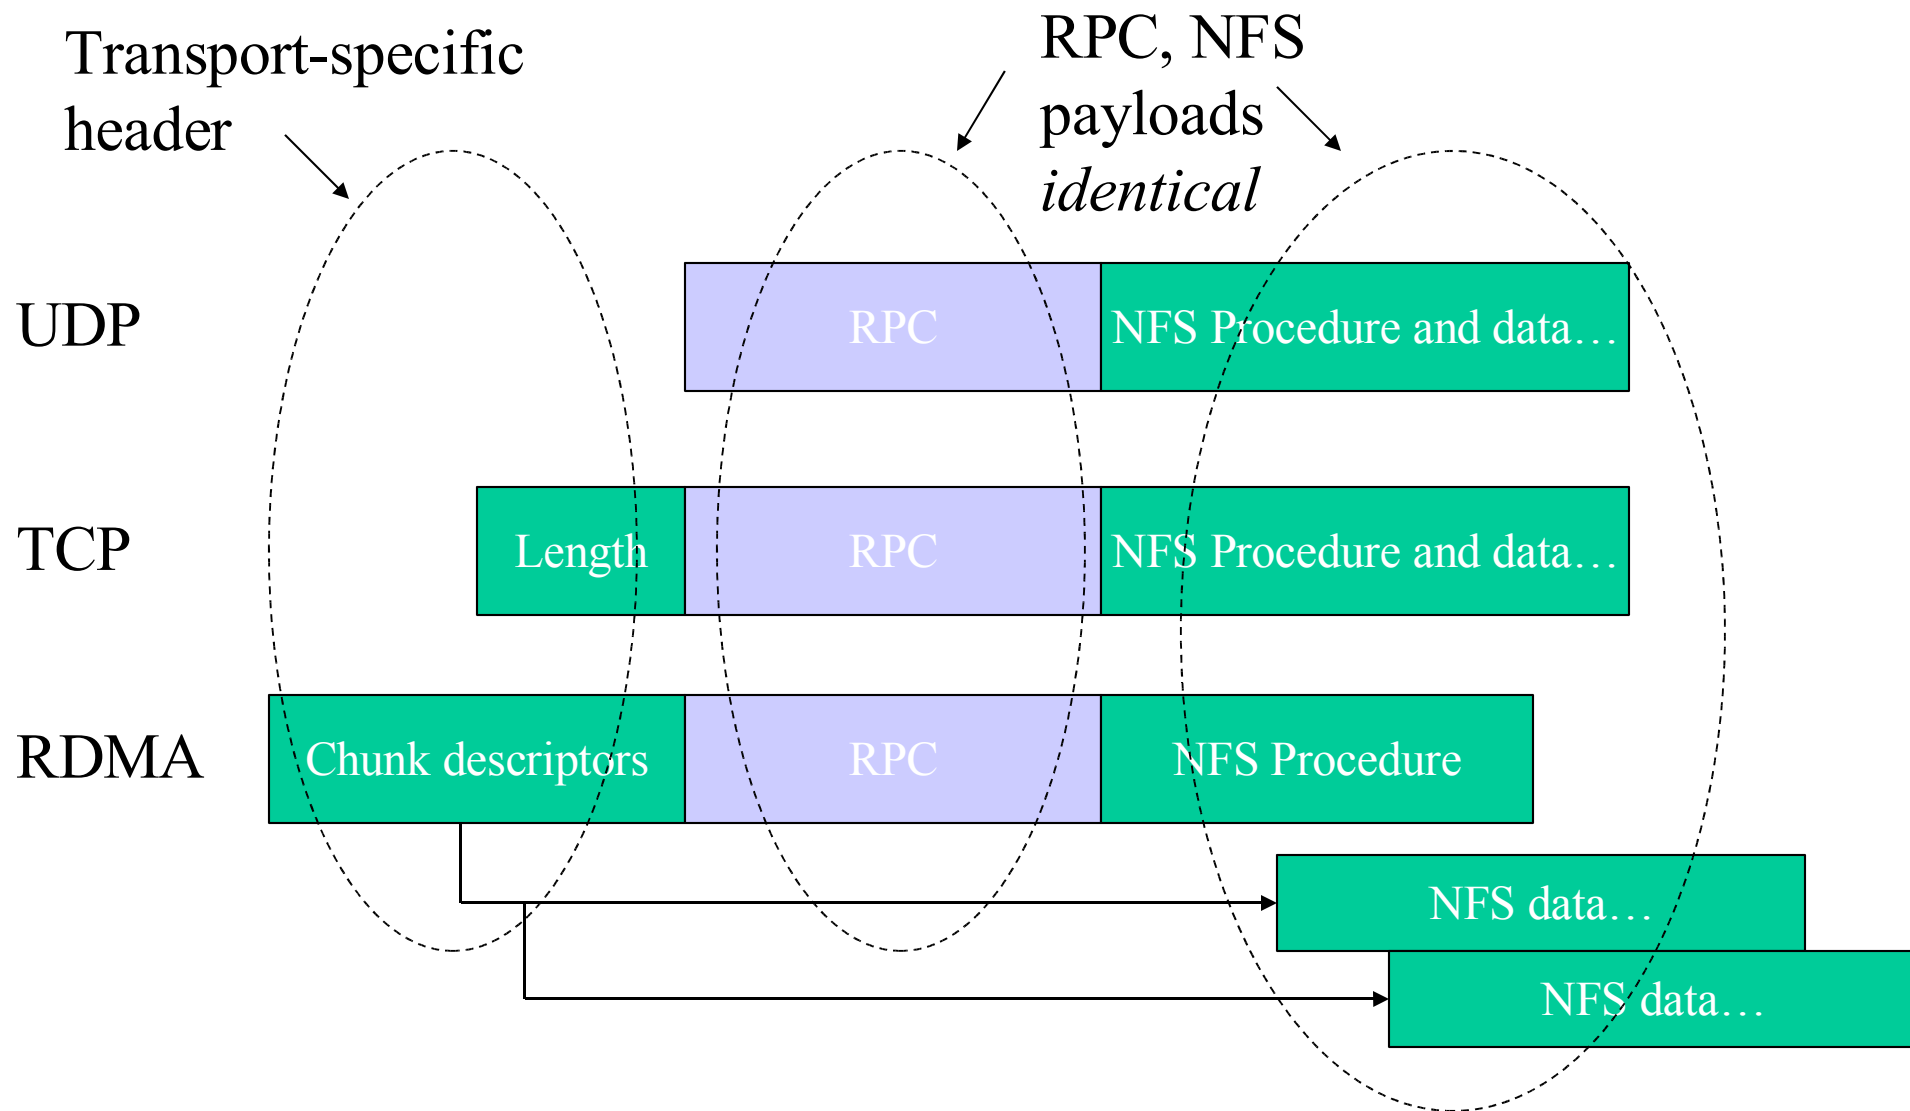 Transport-specific
header
RPC, NFS
payloads
identical
UDP
RPC
NFS Procedure and data…
TCP
Length
RPC
NFS Procedure and data…
RDMA
Chunk descriptors
RPC
NFS Procedure
NFS data…
NFS data…